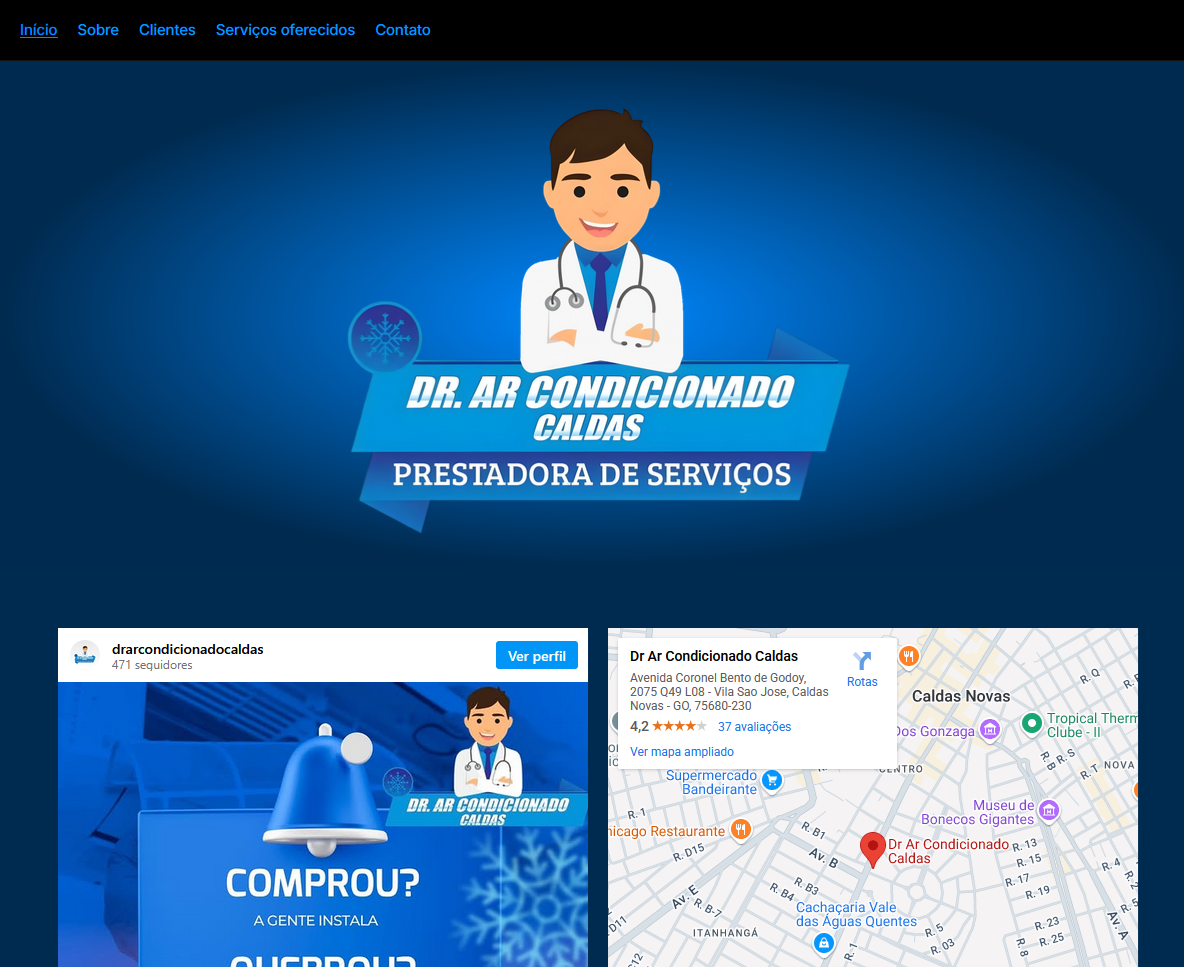 Início Sobre Clientes Serviços oferecidos Contato
DR. AR CONDICIONADO
CALDAS
PRESTADORA DE SERVIÇOS
drarcondicionadocaldas
471 seguidores
Ver perfil
DR. AR CONDICIONADO
CALDAS
COMPROU?
A GENTE INSTALA
Dr Ar Condicionado Caldas
Avenida Coronel Bento de Godoy,
2075 Q49 L08 - Vila Sao Jose, Caldas
Novas - GO, 75680-230
4,2 37 avaliações
Ver mapa ampliado
Rotas
Caldas Novas
R. Q
Tropical Therm
Clube - II
Dos Gonzaga
R. B
R. S
R. T
NOVA
CENTRO
Supermercado
Bandeirante
Museu de
Bonecos Gigantes
R. 1
hicago Restaurante
R. B1
Dr Ar Condicionado
Caldas
R. 13
R. 15
R. D15
Av. B
R. 4
R. 17
R. 19
R. B3
R. B4
Av. E
R. B-7
Cachaçaria Vale
das Águas Quentes
R. 2
D11
ITANHANGÁ
R. 5
R. 03
R. 23
R. 25
R. 8
Av. A
R. 1
C12